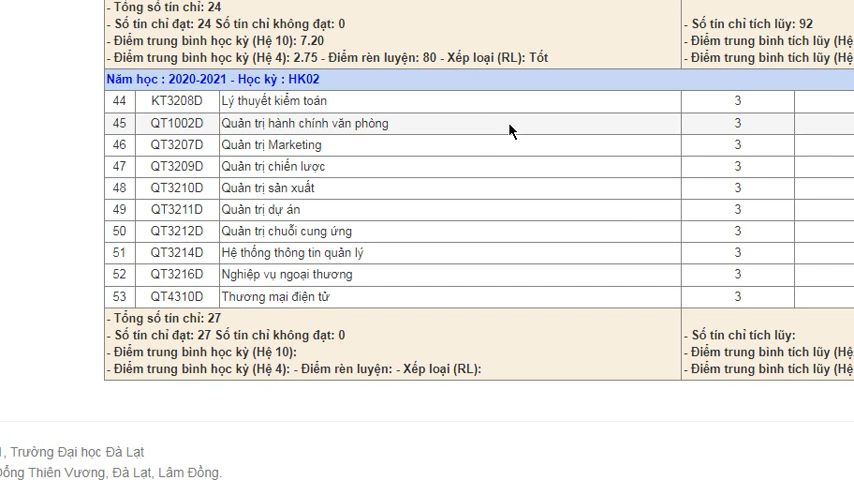 - Tổng số tín chỉ: 24
- Số tín chỉ đạt: 24 Số tín chỉ không đạt: 0
- Số tín chỉ tích lũy: 92
- Điểm trung bình học kỳ (Hệ 10): 7.20
- Điểm trung bình tích lũy (Hệ
- Điểm trung bình học kỳ (Hệ 4): 2.75 - Điểm rèn luyện: 80 - Xếp loại (RL): Tốt
- Điểm trung bình tích lũy (Hệ
Năm học : 2020-2021 - Học kỳ : HK02
44 KT3208D Lý thuyết kiểm toán 3
45 QT1002D Quản trị hành chính văn phòng 3
46 QT3207D Quản trị Marketing 3
47 QT3209D Quản trị chiến lược 3
48 QT3210D Quản trị sản xuất 3
49 QT3211D Quản trị dự án 3
50 QT3212D Quản trị chuỗi cung ứng 3
51 QT3214D Hệ thống thông tin quản lý 3
52 QT3216D Nghiệp vụ ngoại thương 3
53 QT4310D Thương mại điện tử 3
- Tổng số tín chỉ: 27
- Số tín chỉ đạt: 27 Số tín chỉ không đạt: 0
- Số tín chỉ tích lũy:
- Điểm trung bình học kỳ (Hệ 10):
- Điểm trung bình tích lũy (Hệ
- Điểm trung bình học kỳ (Hệ 4): - Điểm rèn luyện: - Xếp loại (RL):
- Điểm trung bình tích lũy (Hệ
, Trường Đại học Đà Lạt
Đổng Thiên Vương, Đà Lạt, Lâm Đồng.